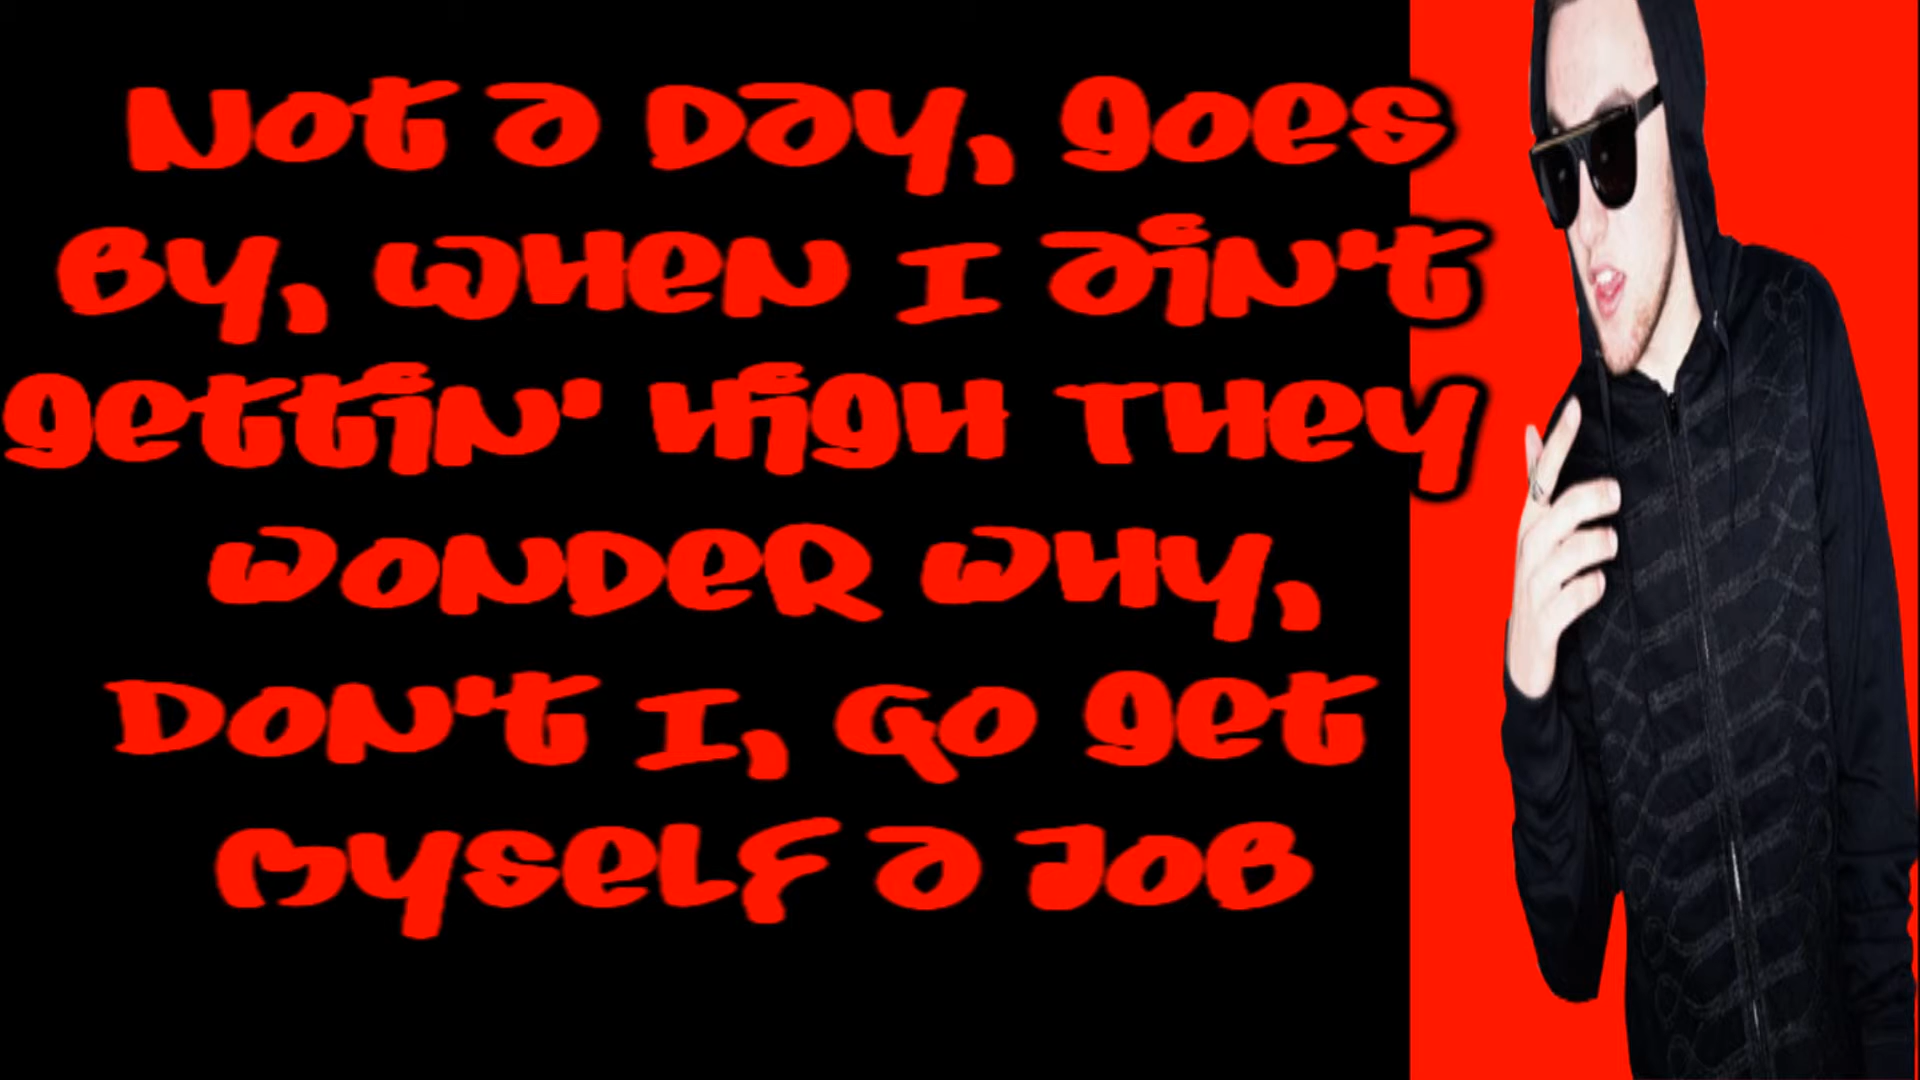 Not a day, goes
by, when I ain't
gettin' high They
wonder why,
Don't I, Go get
myself a job